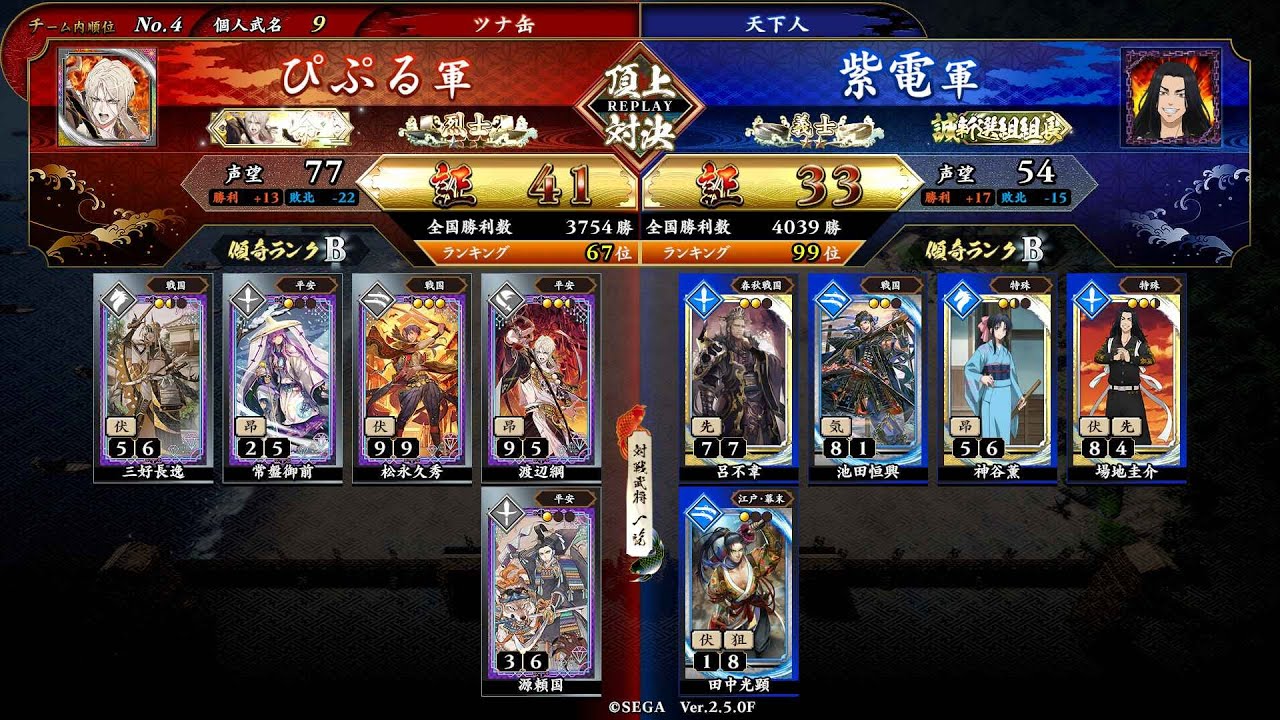 チーム内順位 No.4 個人武名 9 ツナ缶
天下人
ぴぷる軍
頂上
REPLAY
対決
紫電軍
烈士
義士
誠新選組組長
声望 77
勝利 +13 敗北 -22
証 41
証 33
声望 54
勝利 +17 敗北 -15
全国勝利数 3754勝
全国勝利数 4039勝
ランキング 67位
ランキング 99位
傾奇ランクB
傾奇ランクB
戦国
伏
5 6
三好長逸
平安
昂
2 5
常盤御前
戦国
伏
9 9
松永久秀
平安
昂
9 5
渡辺綱
平安
3 6
源頼国
対戦武将一覧
春秋戦国
先
7 7
呂不韋
戦国
気
8 1
池田恒興
特殊
昂
5 6
神谷薫
特殊
伏 先
8 4
場地圭介
江戸・幕末
伏 狙
1 8
田中光顕
©SEGA Ver.2.5.0F